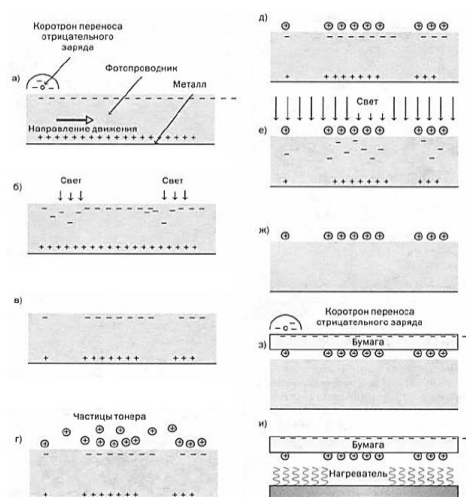 Коротрон переноса
отрицательного
заряда
а)
Фотопроводник
Металл
Направление движения
б)
Свет
Свет
в)
Частицы тонера
г)
д)
Свет
е)
ж)
Коротрон переноса
отрицательного заряда
з)
Бумага
и)
Бумага
Нагреватель